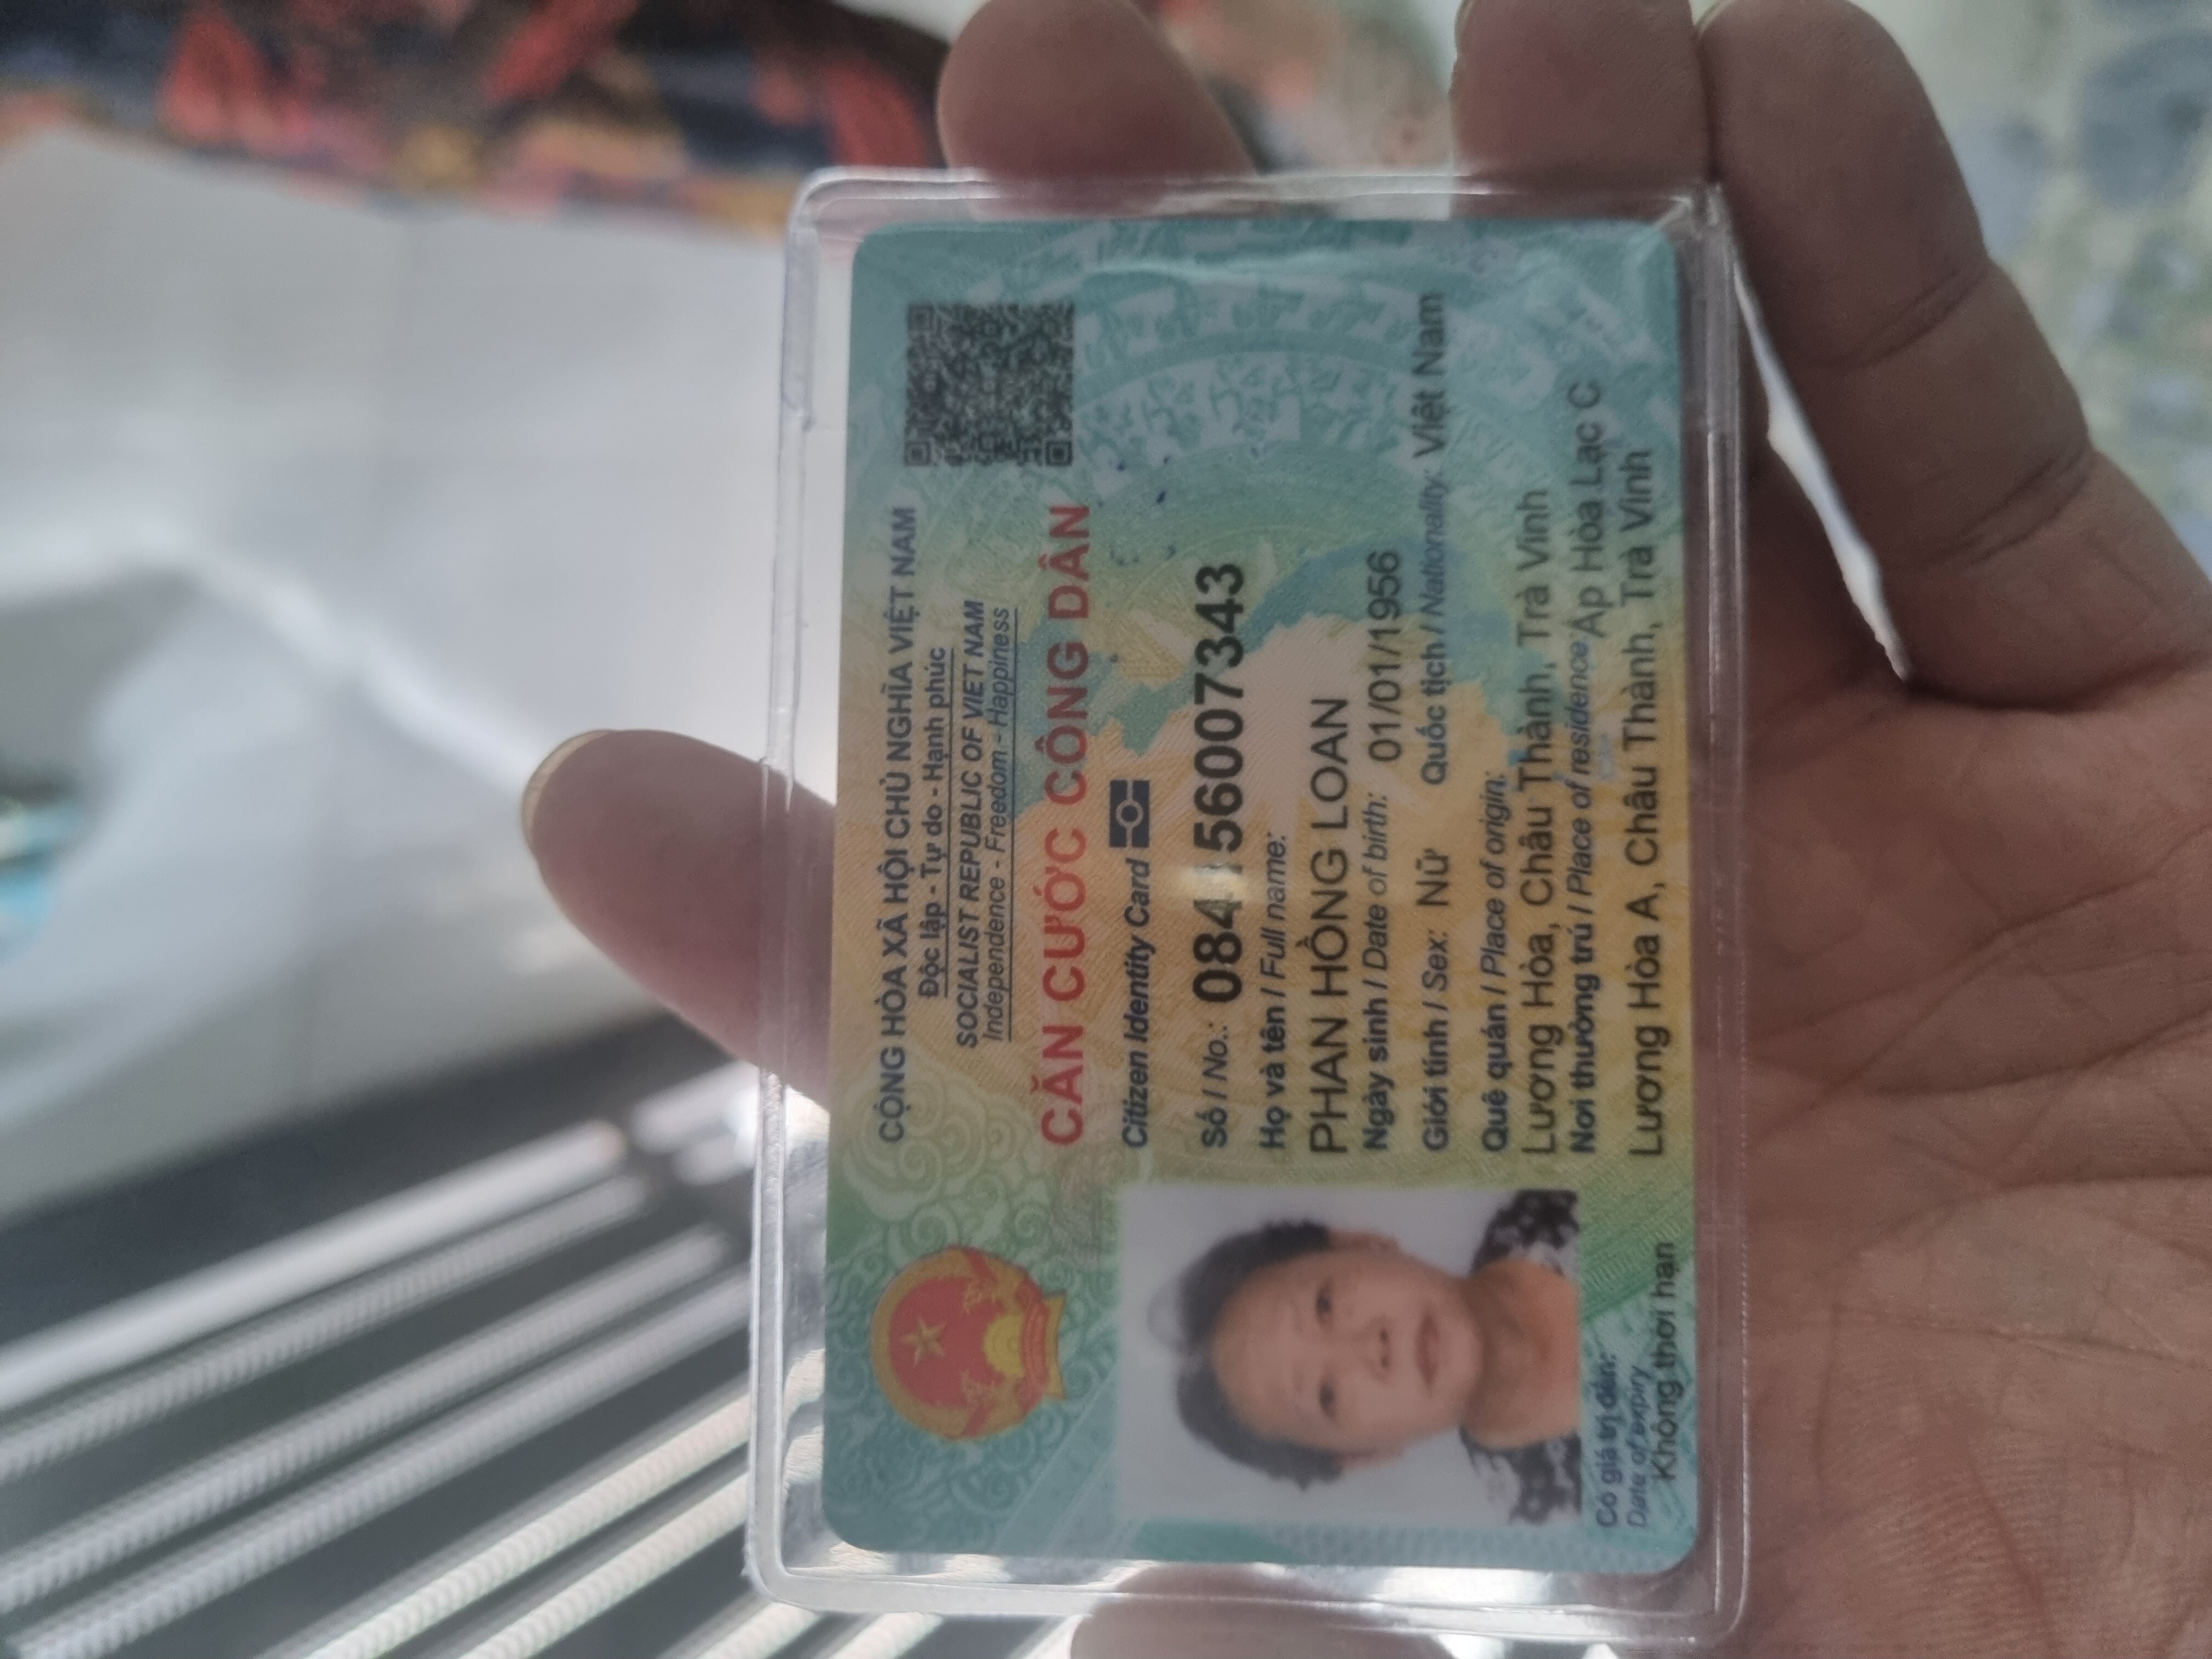 CỘNG HÒA XÃ HỘI CHỦ NGHĨA VIỆT NAM
Độc lập - Tự do - Hạnh phúc
SOCIALIST REPUBLIC OF VIET NAM
Independence - Freedom - Happiness
CĂN CƯỚC CÔNG DÂN
Citizen Identity Card
Số / No.: 084156007343
Họ và tên / Full name:
PHAN HỒNG LOAN
Ngày sinh / Date of birth: 01/01/1956
Giới tính / Sex: Nữ Quốc tịch / Nationality: Việt Nam
Quê quán / Place of origin:
Lương Hòa, Châu Thành, Trà Vinh
Nơi thường trú / Place of residence: Ấp Hòa Lạc C
Lương Hòa A, Châu Thành, Trà Vinh
Có giá trị đến:
Date of expiry
Không thời hạn